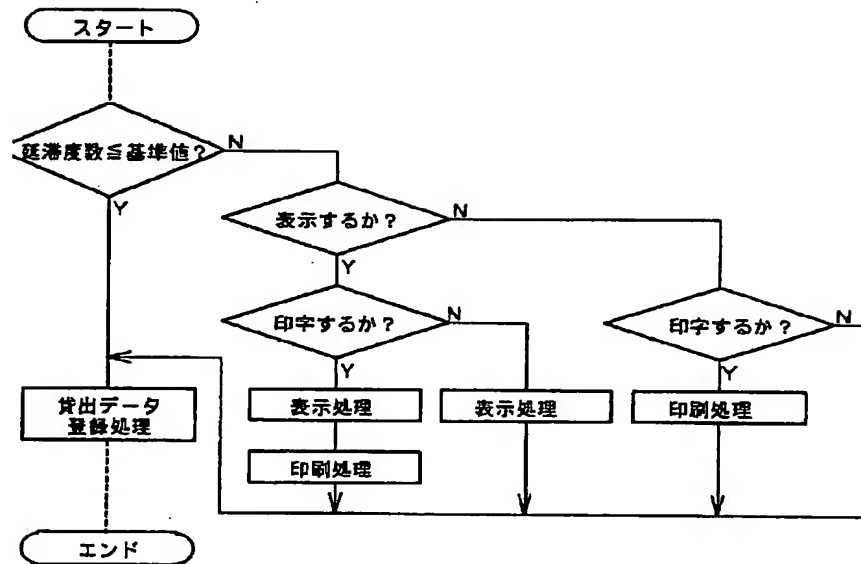 スタート
延滞度数≦基準値?
N
Y
表示するか?
N
Y
印字するか?
N
Y
印字するか?
N
Y
貸出データ
登録処理
表示処理
表示処理
印刷処理
印刷処理
エンド